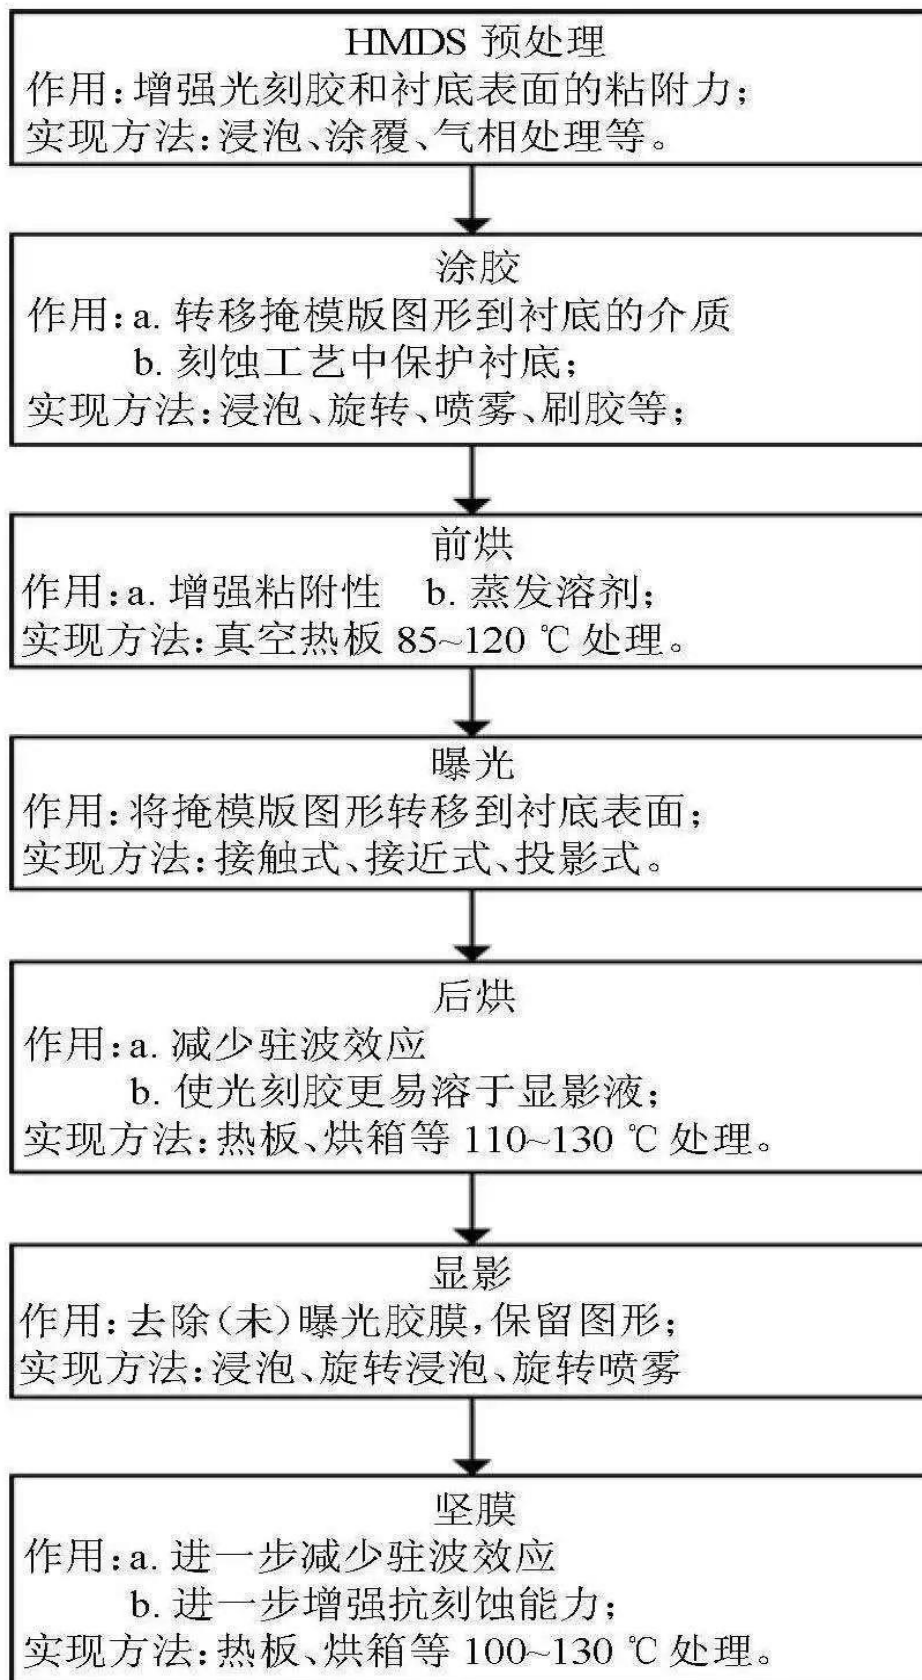 HMDS 预处理
作用:增强光刻胶和衬底表面的粘附力;
实现方法:浸泡、涂覆、气相处理等。
涂胶
作用:a. 转移掩模版图形到衬底的介质
b. 刻蚀工艺中保护衬底;
实现方法:浸泡、旋转、喷雾、刷胶等;
前烘
作用:a. 增强粘附性 b. 蒸发溶剂;
实现方法:真空热板 85~120 ℃ 处理。
曝光
作用:将掩模版图形转移到衬底表面;
实现方法:接触式、接近式、投影式。
后烘
作用:a. 减少驻波效应
b. 使光刻胶更易溶于显影液;
实现方法:热板、烘箱等 110~130 ℃ 处理。
显影
作用:去除(未)曝光胶膜,保留图形;
实现方法:浸泡、旋转浸泡、旋转喷雾
坚膜
作用:a. 进一步减少驻波效应
b. 进一步增强抗刻蚀能力;
实现方法:热板、烘箱等 100~130 ℃ 处理。